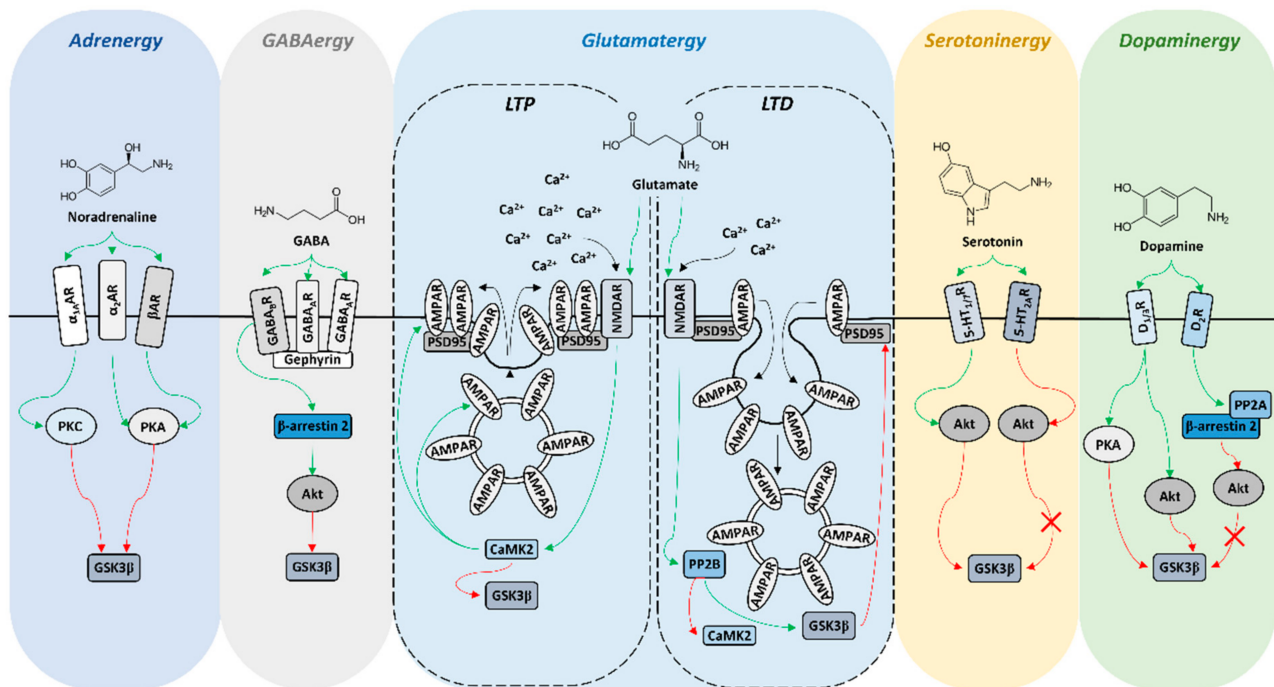 Adrenergy
GABAergy
Glutamatergy
Serotoninergy
Dopaminergy
OH
HO
NH2
HO
Noradrenaline
α1AAR
α2AR
βAR
PKC
PKA
GSK3β
H2N
O
OH
GABA
GABABR
GABAAR
GABAAR
Gephyrin
β-arrestin 2
Akt
GSK3β
LTP
LTD
O
O
HO
OH
NH2
Glutamate
Ca2+
Ca2+
Ca2+
Ca2+
Ca2+
Ca2+
Ca2+
Ca2+
Ca2+
Ca2+
Ca2+
AMPAR
AMPAR
PSD95
AMPAR
AMPAR
AMPAR
AMPAR
PSD95
NMDAR
AMPAR
AMPAR
AMPAR
AMPAR
AMPAR
AMPAR
CaMK2
GSK3β
NMDAR
AMPAR
PSD95
AMPAR
PSD95
AMPAR
AMPAR
AMPAR
AMPAR
AMPAR
AMPAR
AMPAR
AMPAR
AMPAR
AMPAR
PP2B
CaMK2
GSK3β
HO
NH2
N
H
Serotonin
5-HT1/7R
5-HT2AR
Akt
Akt
GSK3β
HO
HO
NH2
Dopamine
D1/3R
D2R
PP2A
β-arrestin 2
PKA
Akt
Akt
GSK3β